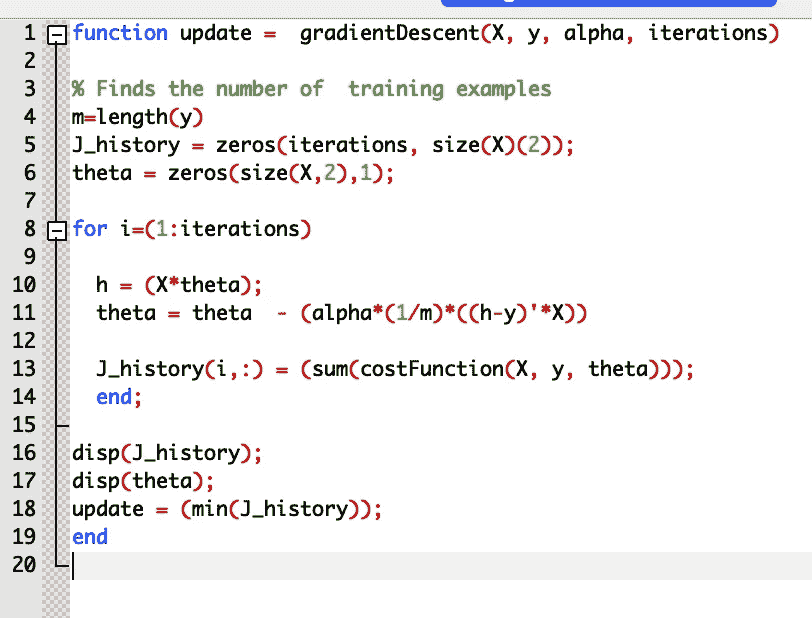 1 function update =  gradientDescent(X, y, alpha, iterations)
2
3 % Finds the number of  training examples
4 m=length(y)
5 J_history = zeros(iterations, size(X)(2));
6 theta = zeros(size(X,2),1);
7
8 for i=(1:iterations)
9
10   h = (X*theta);
11   theta = theta  - (alpha*(1/m)*((h-y)'*X))
12
13   J_history(i,:) = (sum(costFunction(X, y, theta)));
14   end;
15
16 disp(J_history);
17 disp(theta);
18 update = (min(J_history));
19 end
20